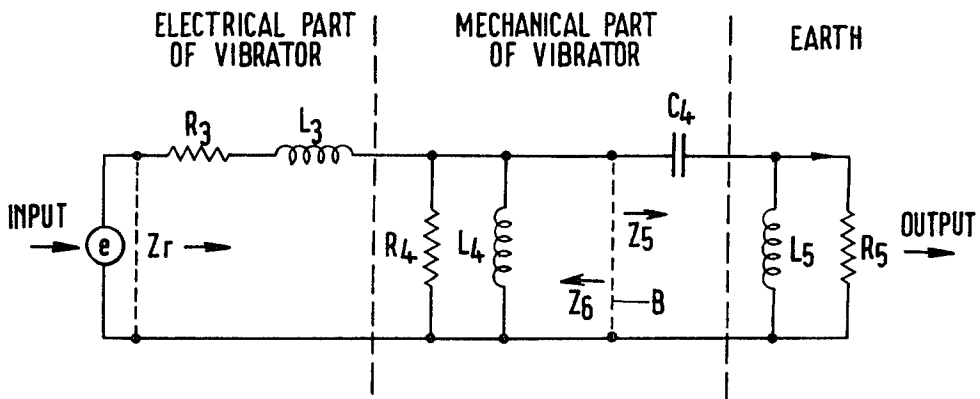 ELECTRICAL PART
OF VIBRATOR
MECHANICAL PART
OF VIBRATOR
EARTH
R3
L3
C4
INPUT
e
Zr
R4
L4
Z5
Z6
B
L5
R5
OUTPUT